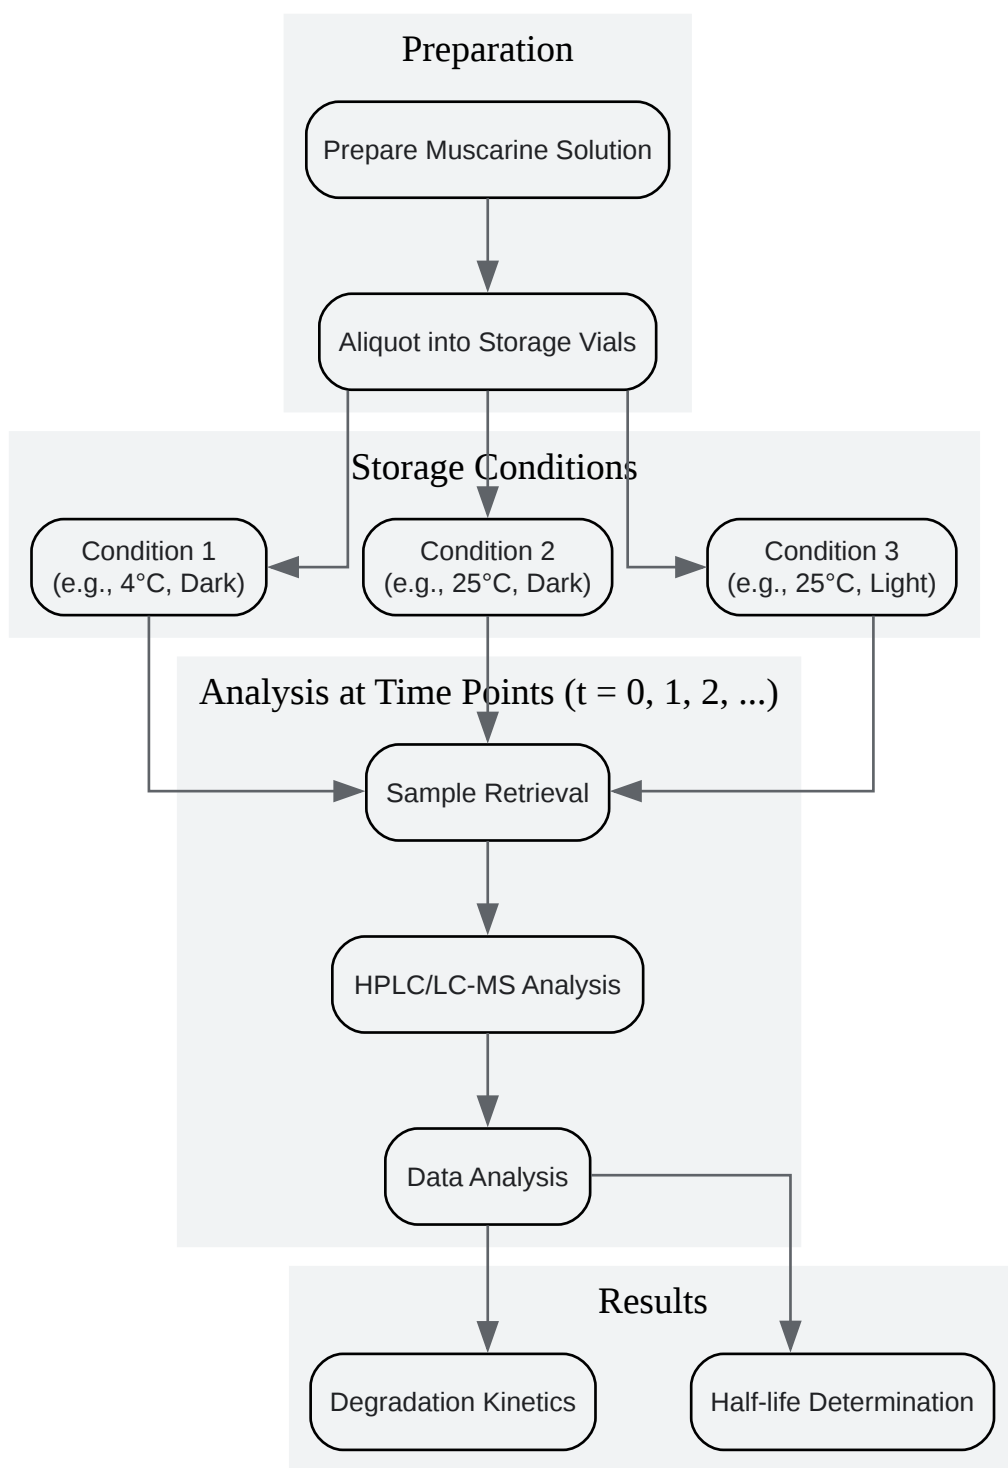 Preparation
Prepare Muscarine Solution
Aliquot into Storage Vials
Storage Conditions
Condition 1
(e.g., 4°C, Dark)
Condition 2
(e.g., 25°C, Dark)
Condition 3
(e.g., 25°C, Light)
Analysis at Time Points (t = 0, 1, 2, ...)
Sample Retrieval
HPLC/LC-MS Analysis
Data Analysis
Results
Degradation Kinetics
Half-life Determination